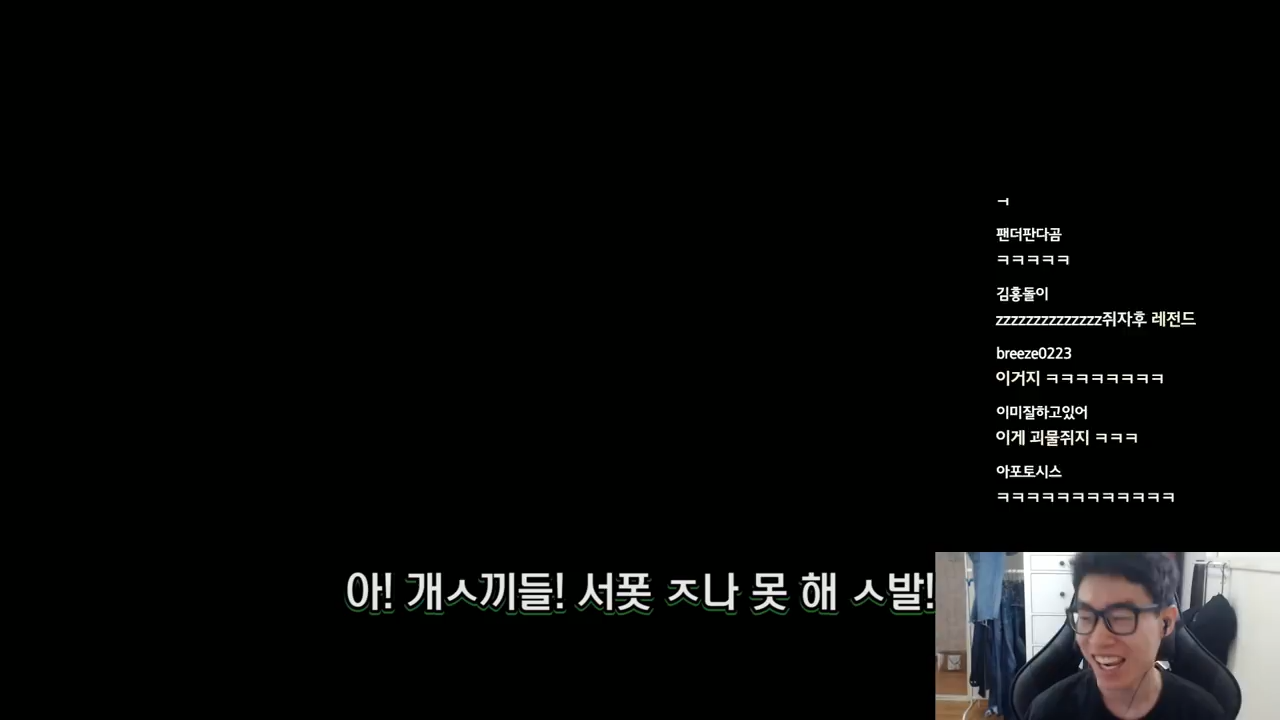 ㅋ
팬더판다곰
ㅋㅋㅋㅋㅋ
김홍돌이
zzzzzzzzzzzzzz쥐자후 레전드
breeze0223
이거지 ㅋㅋㅋㅋㅋㅋㅋㅋ
이미잘하고있어
이게 괴물쥐지 ㅋㅋㅋ
아포토시스
ㅋㅋㅋㅋㅋㅋㅋㅋㅋㅋㅋㅋ
아! 개ㅅ끼들! 서폿 ㅈ나 못 해 ㅅ발!